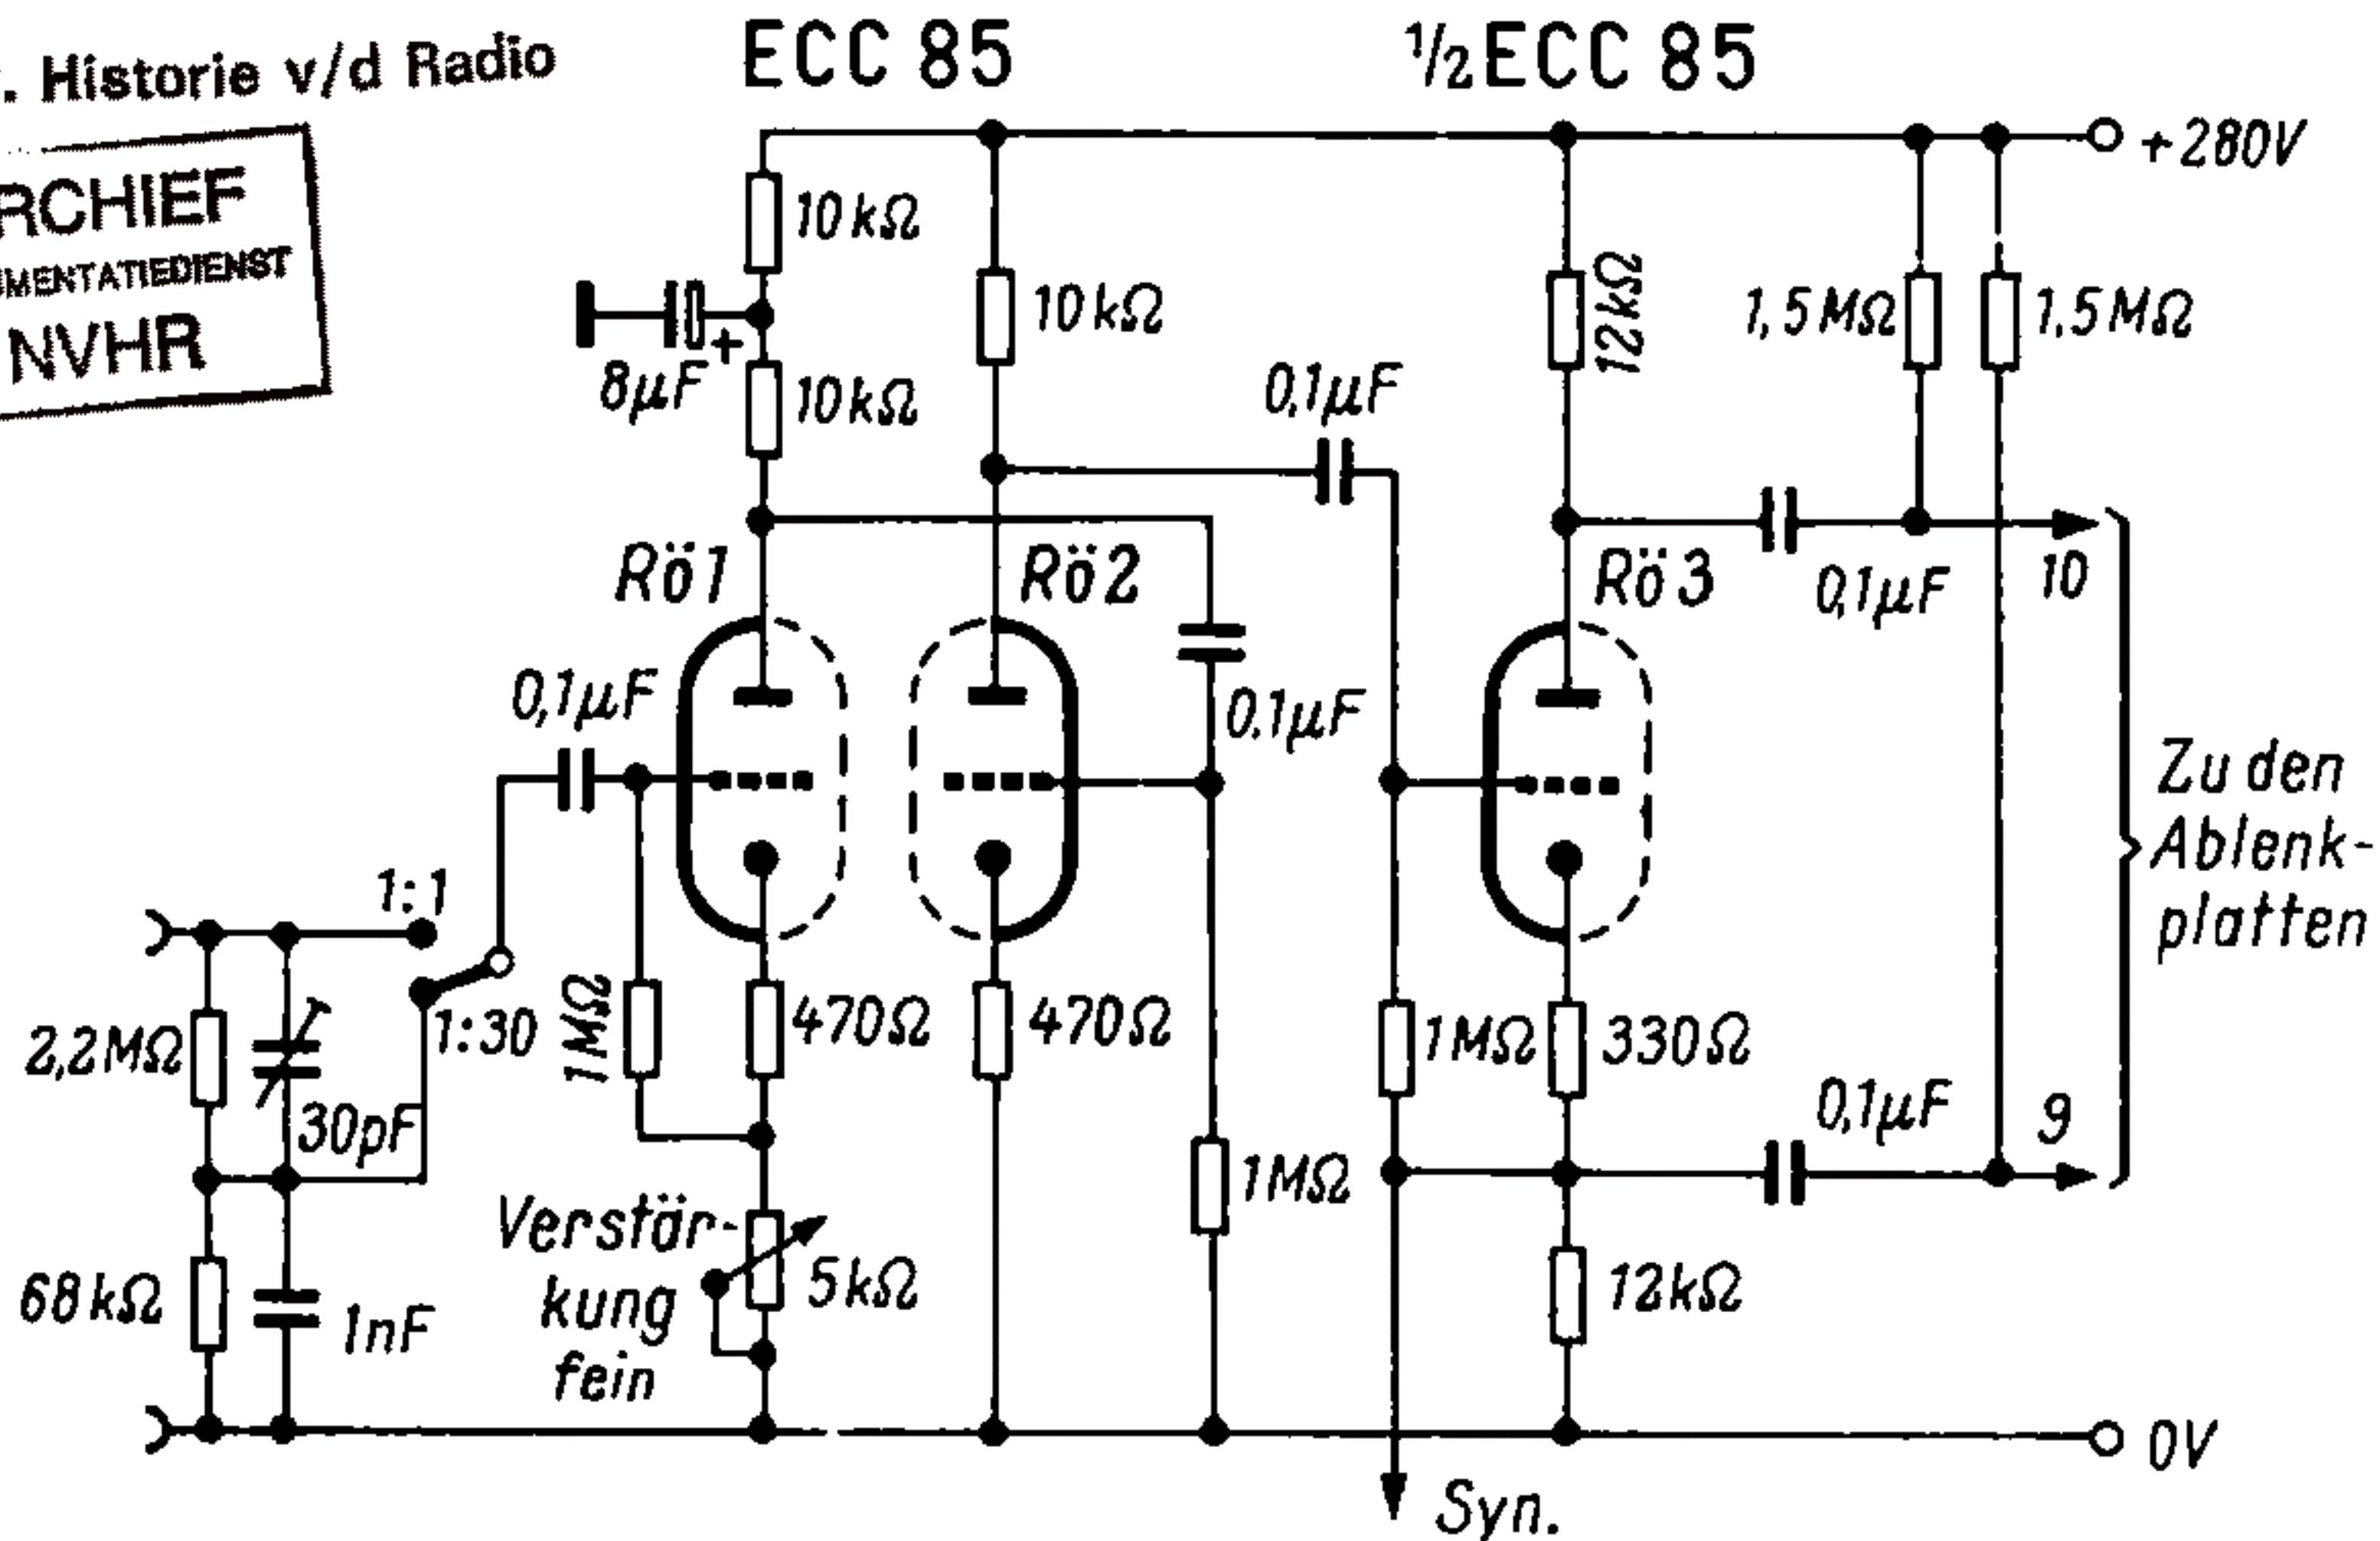 . Historie v/d Radio
NVHR
ECC 85
½ ECC 85
+280V
10kΩ
8µF
+
10kΩ
10kΩ
0,1µF
12kΩ
1,5MΩ
1,5MΩ
Rö1
Rö2
Rö3
0,1µF
10
0,1µF
0,1µF
Zu den
Ablenk-
platten
1:1
1:30
2,2MΩ
30pF
1MΩ
470Ω
470Ω
1MΩ
330Ω
0,1µF
9
1MΩ
68kΩ
1nF
Verstär-
kung
fein
5kΩ
12kΩ
0V
Syn.